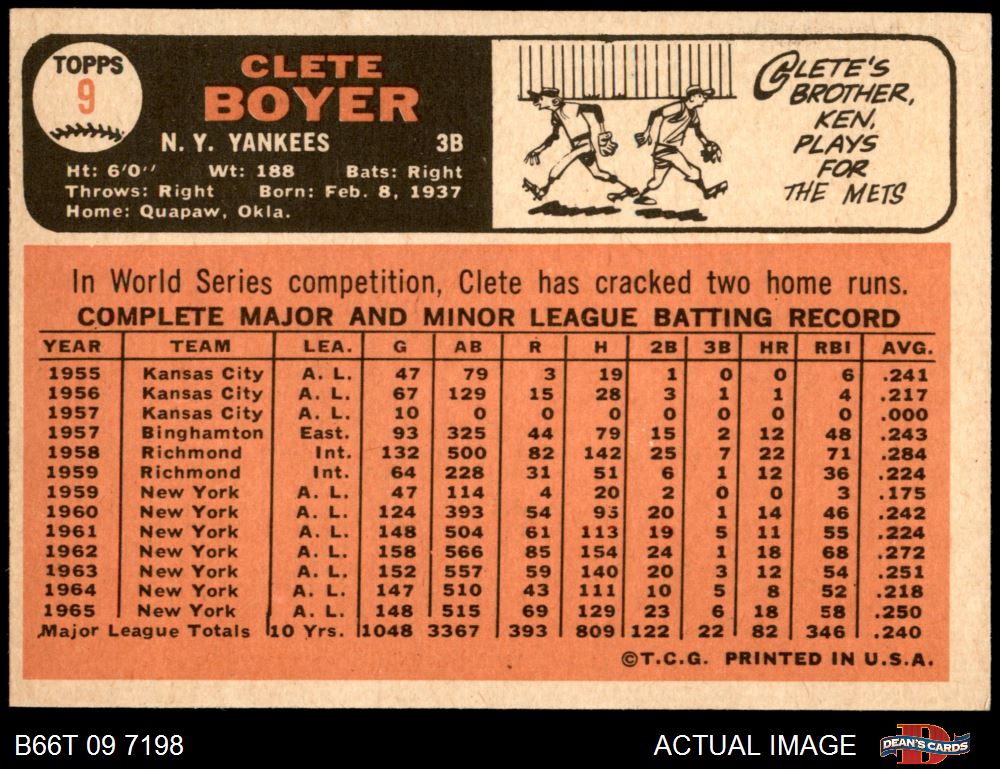 TOPPS
9
CLETE
BOYER
N. Y. YANKEES 3B
Ht: 6'0" Wt: 188 Bats: Right
Throws: Right Born: Feb. 8, 1937
Home: Quapaw, Okla.
CLETE'S
BROTHER,
KEN,
PLAYS
FOR
THE METS
In World Series competition, Clete has cracked two home runs.
COMPLETE MAJOR AND MINOR LEAGUE BATTING RECORD
YEAR TEAM LEA. G AB R H 2B 3B HR RBI AVG.
1955 Kansas City A. L. 47 79 3 19 1 0 0 6 .241
1956 Kansas City A. L. 67 129 15 28 3 1 1 4 .217
1957 Kansas City A. L. 10 0 0 0 0 0 0 0 .000
1957 Binghamton East. 93 325 44 79 15 2 12 48 .243
1958 Richmond Int. 132 500 82 142 25 7 22 71 .284
1959 Richmond Int. 64 228 31 51 6 1 12 36 .224
1959 New York A. L. 47 114 4 20 2 0 0 3 .175
1960 New York A. L. 124 393 54 95 20 1 14 46 .242
1961 New York A. L. 148 504 61 113 19 5 11 55 .224
1962 New York A. L. 158 566 85 154 24 1 18 68 .272
1963 New York A. L. 152 557 59 140 20 3 12 54 .251
1964 New York A. L. 147 510 43 111 10 5 8 52 .218
1965 New York A. L. 148 515 69 129 23 6 18 58 .250
Major League Totals 10 Yrs. 1048 3367 393 809 122 22 82 346 .240
©T.C.G. PRINTED IN U.S.A.
B66T 09 7198
ACTUAL IMAGE
B
DEAN'S CARDS